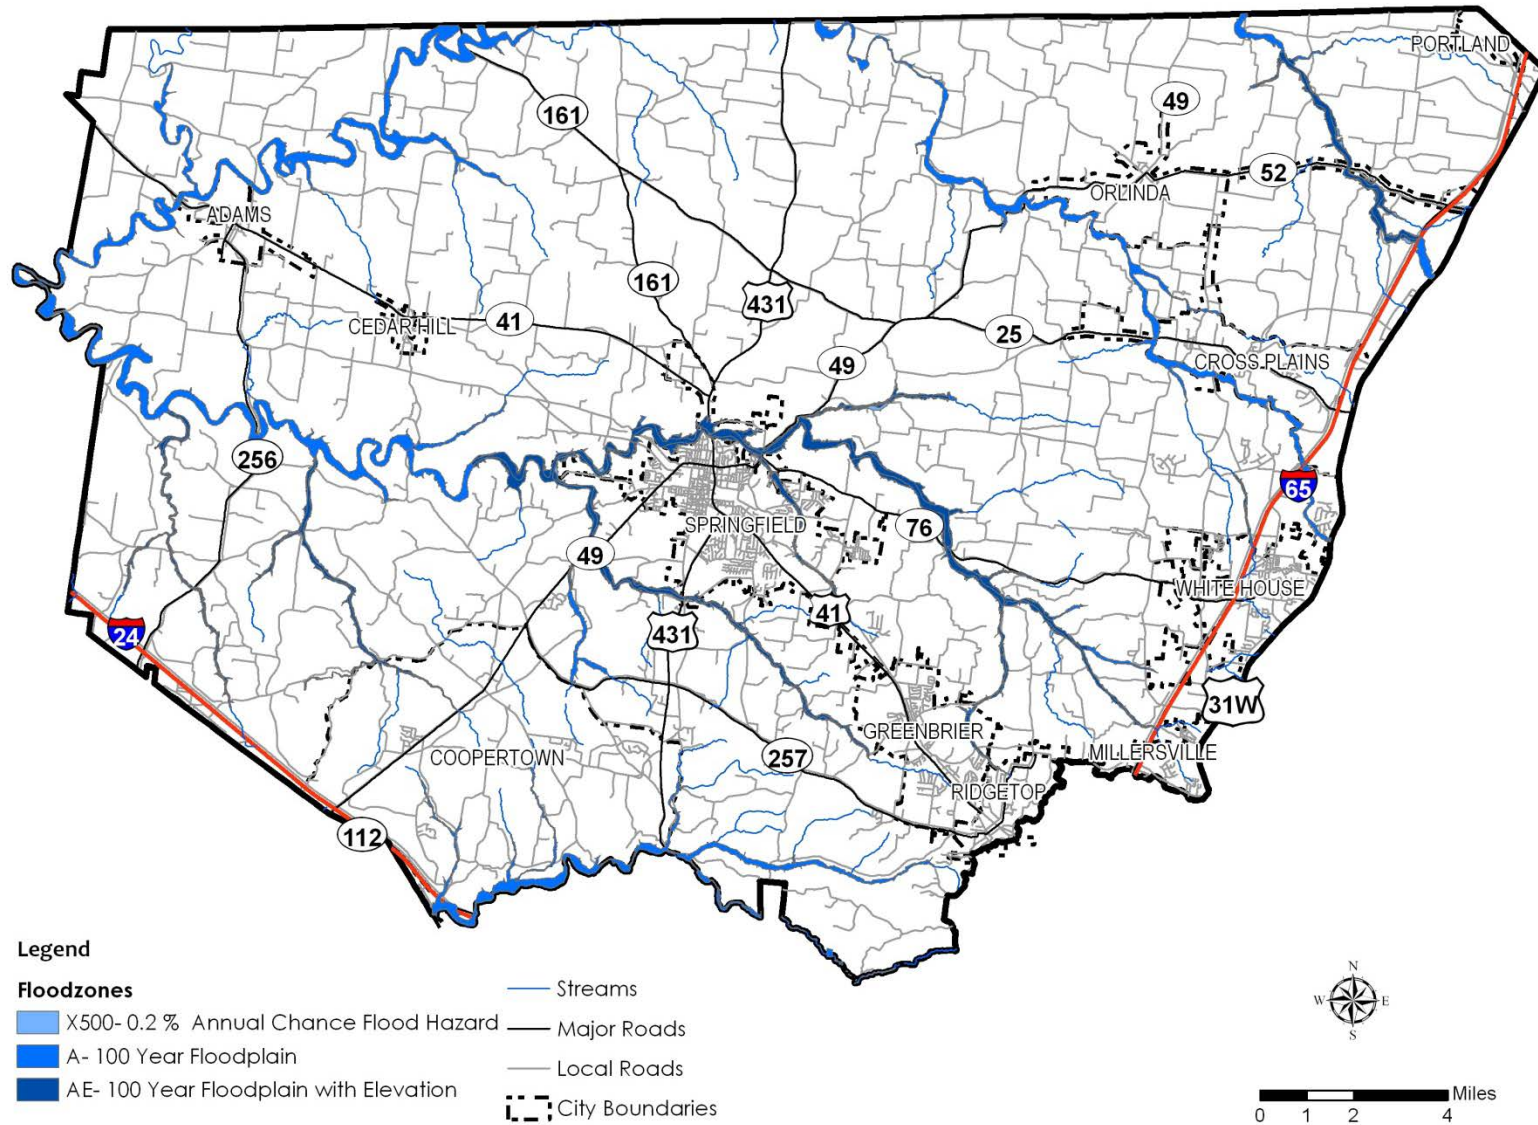 PORTLAND
49
161
52
ORLINDA
ADAMS
161
431
CEDAR HILL
41
25
49
CROSS PLAINS
256
65
SPRINGFIELD
76
49
WHITE HOUSE
41
24
431
31W
GREENBRIER
COOPERTOWN
257
MILLERSVILLE
RIDGETOP
112
Legend
Floodzones
X500- 0.2 % Annual Chance Flood Hazard
A- 100 Year Floodplain
AE- 100 Year Floodplain with Elevation
Streams
Major Roads
Local Roads
City Boundaries
N
W E
S
Miles
0 1 2 4